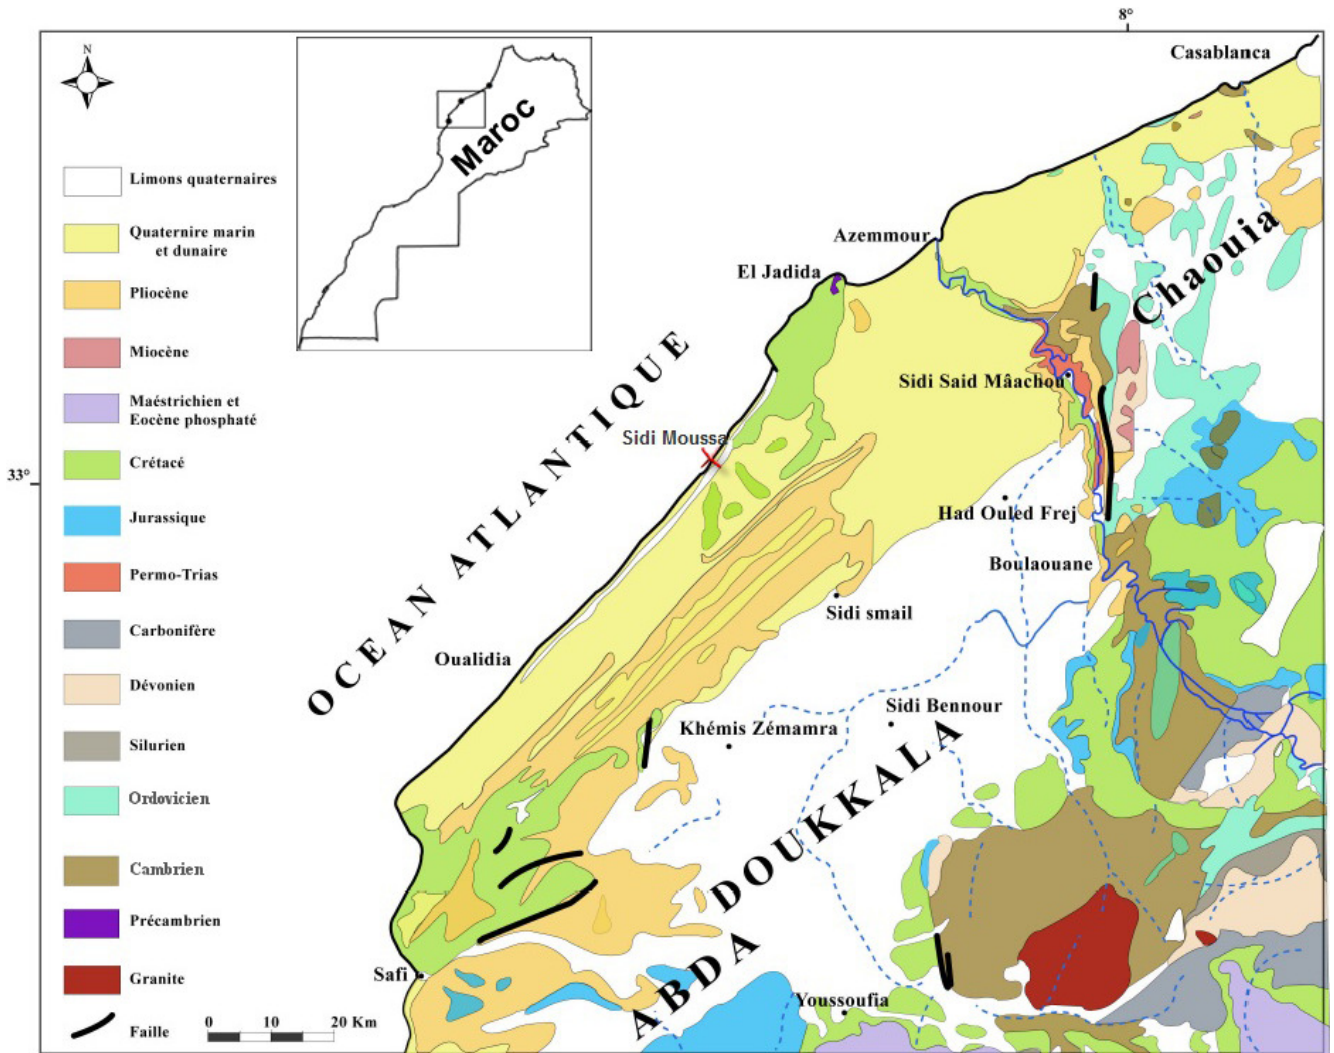 8°
Casablanca
N
Maroc
Limons quaternaires
Quaternire marin
et dunaire
Pliocène
Miocène
Maéstrichien et
Eocène phosphaté
Crétacé
33°
Jurassique
Permo-Trias
Carbonifère
Dévonien
Silurien
Ordovicien
Cambrien
Précambrien
Granite
Faille
0 10 20 Km
Azemmour
El Jadida
Chaouia
Sidi Said Mâachou
Sidi Moussa
OCEAN ATLANTIQUE
Had Ouled Frej
Boulaouane
Sidi smail
Oualidia
Sidi Bennour
Khémis Zémamra
DOUKKALA
ABDA
Safi
Youssoufia